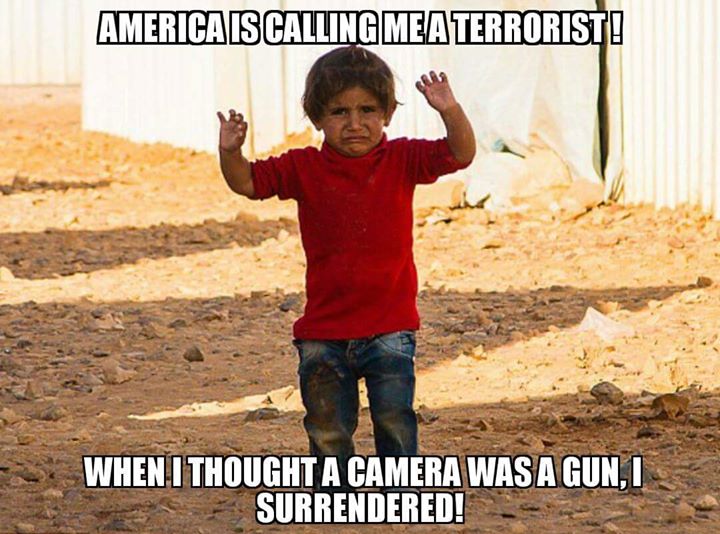 AMERICA IS CALLING ME A TERRORIST !
WHEN I THOUGHT A CAMERA WAS A GUN, I
SURRENDERED!